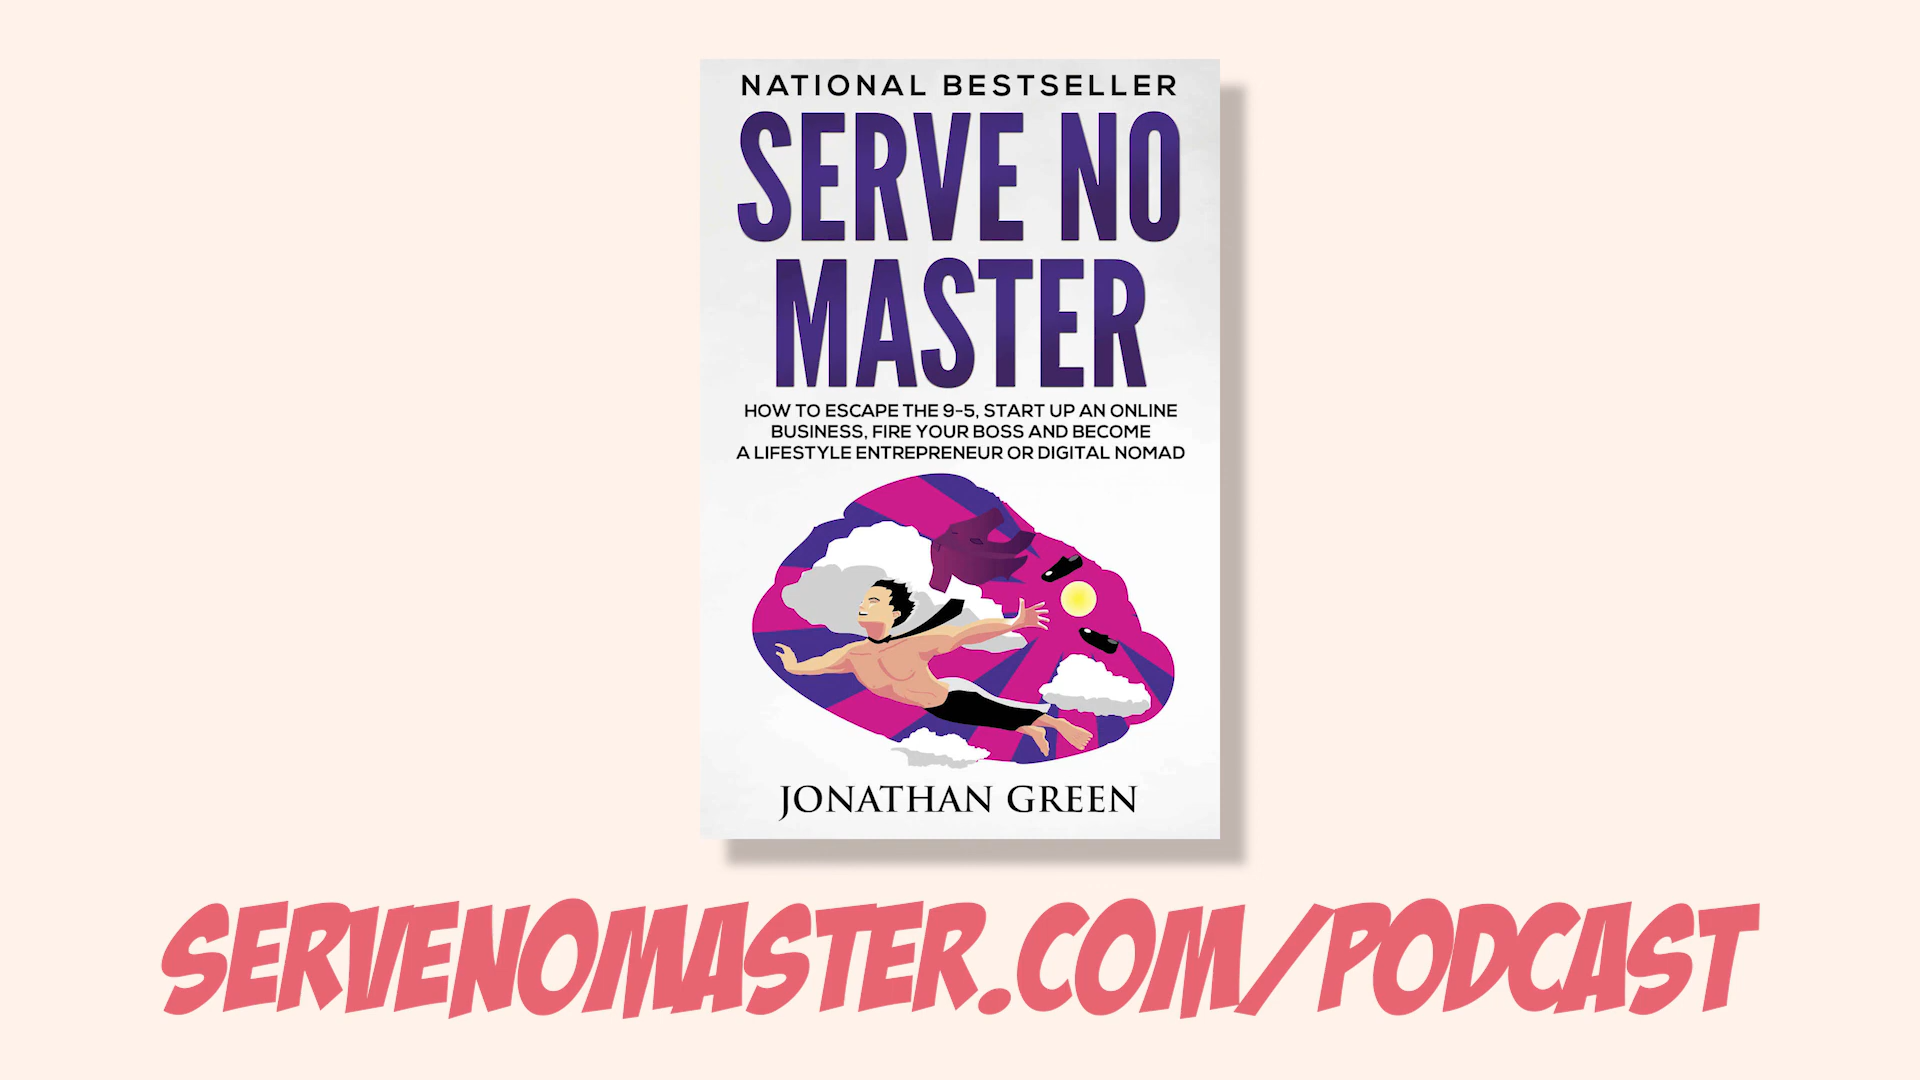 NATIONAL BESTSELLER
SERVE NO
MASTER
HOW TO ESCAPE THE 9-5, START UP AN ONLINE
BUSINESS, FIRE YOUR BOSS AND BECOME
A LIFESTYLE ENTREPRENEUR OR DIGITAL NOMAD
JONATHAN GREEN
SERVENOMASTER.COM/PODCAST